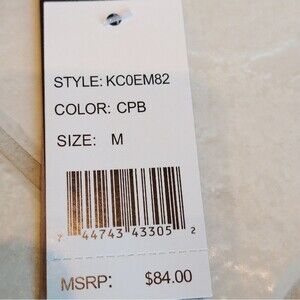 STYLE: KC0EM82
COLOR: CPB
SIZE: M
7 44743 43305 2
MSRP: $84.00